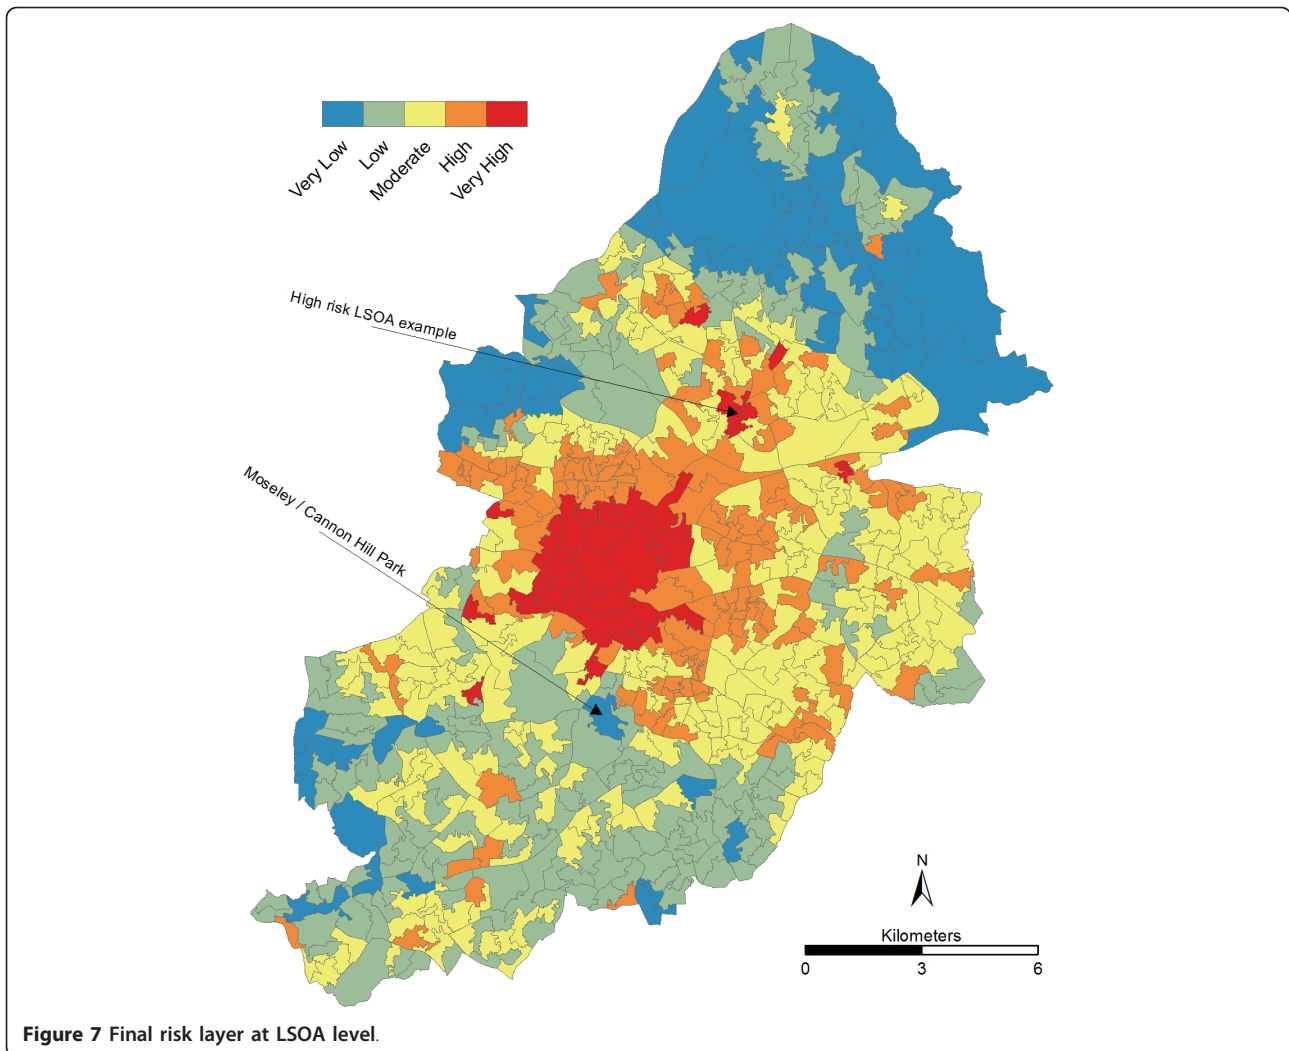 Very Low
Low
Moderate
High
Very High
High risk LSOA example
Moseley / Cannon Hill Park
N
Kilometers
0 3 6
Figure 7 Final risk layer at LSOA level.